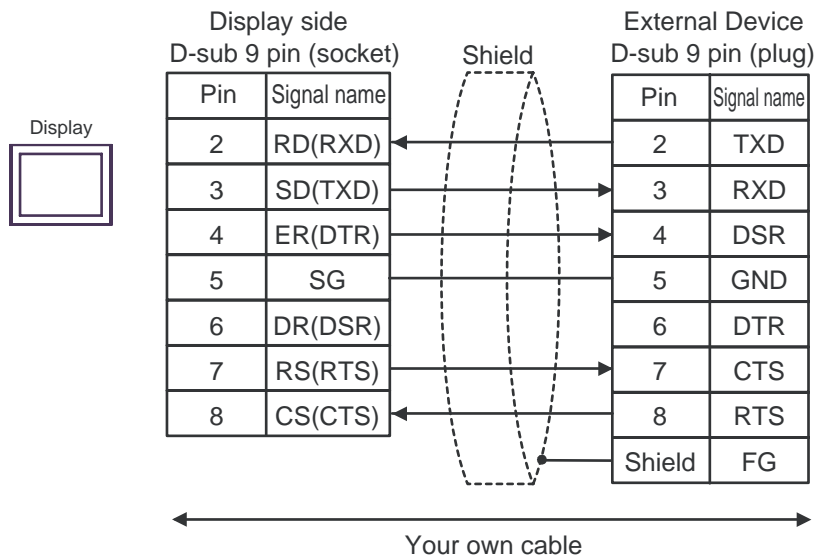 Display side
D-sub 9 pin (socket)
Shield
External Device
D-sub 9 pin (plug)
Display
Pin Signal name Pin Signal name
2 RD(RXD) 2 TXD
3 SD(TXD) 3 RXD
4 ER(DTR) 4 DSR
5 SG 5 GND
6 DR(DSR) 6 DTR
7 RS(RTS) 7 CTS
8 CS(CTS) 8 RTS
Shield FG
Your own cable